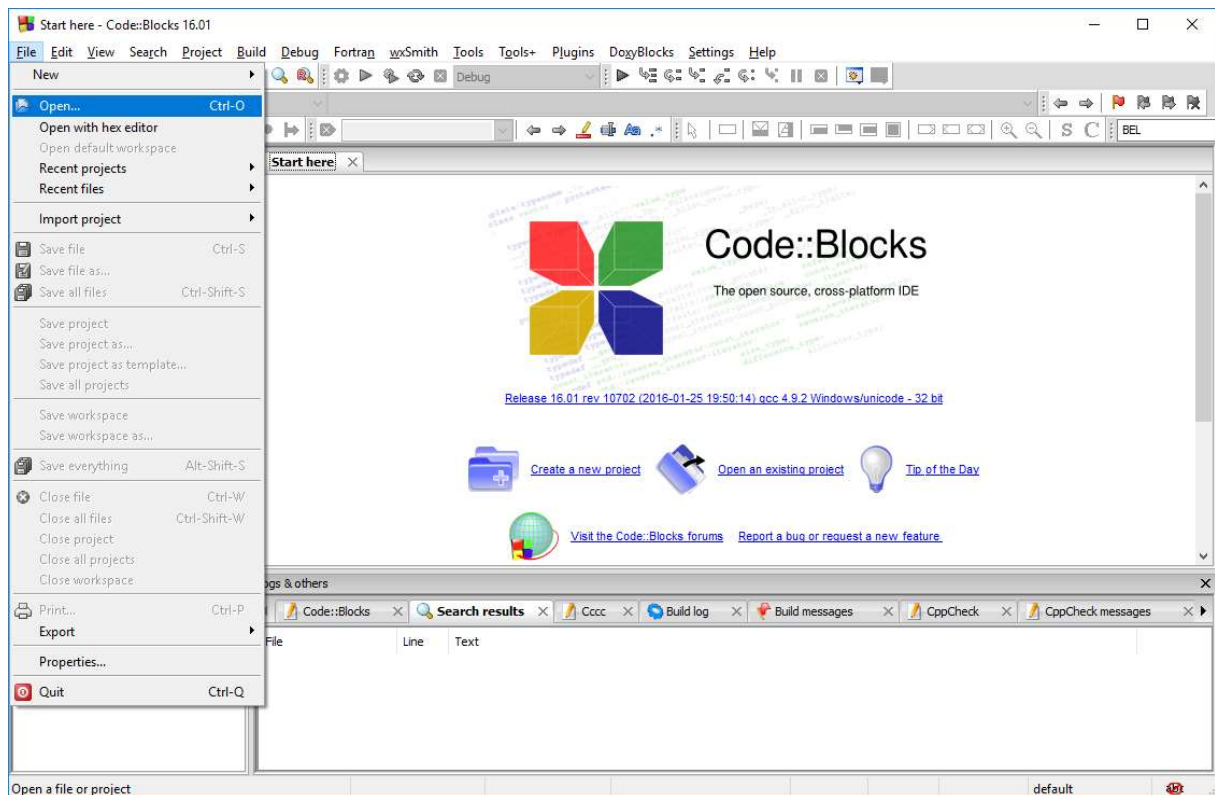 Start here - Code::Blocks 16.01
File Edit View Search Project Build Debug Fortran wxSmith Tools Tools+ Plugins DoxyBlocks Settings Help
Debug
BEL
New
Open... Ctrl-O
Open with hex editor
Open default workspace
Recent projects
Recent files
Import project
Save file Ctrl-S
Save file as...
Save all files Ctrl-Shift-S
Save project
Save project as...
Save project as template...
Save all projects
Save workspace
Save workspace as...
Save everything Alt-Shift-S
Close file Ctrl-W
Close all files Ctrl-Shift-W
Close project
Close all projects
Close workspace
Print... Ctrl-P
Export
Properties...
Quit Ctrl-Q
Start here
Code::Blocks
The open source, cross-platform IDE
Release 16.01 rev 10702 (2016-01-25 19:50:14) gcc 4.9.2 Windows/unicode - 32 bit
Create a new project Open an existing project Tip of the Day
Visit the Code::Blocks forums Report a bug or request a new feature
ogs & others
Code::Blocks Search results Cccc Build log Build messages CppCheck CppCheck messages
File Line Text
Open a file or project default